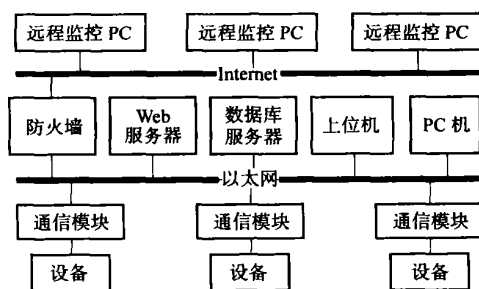 远程监控 PC
远程监控 PC
远程监控 PC
Internet
防火墙
Web
服务器
数据库
服务器
上位机
PC 机
以太网
通信模块
通信模块
通信模块
设备
设备
设备